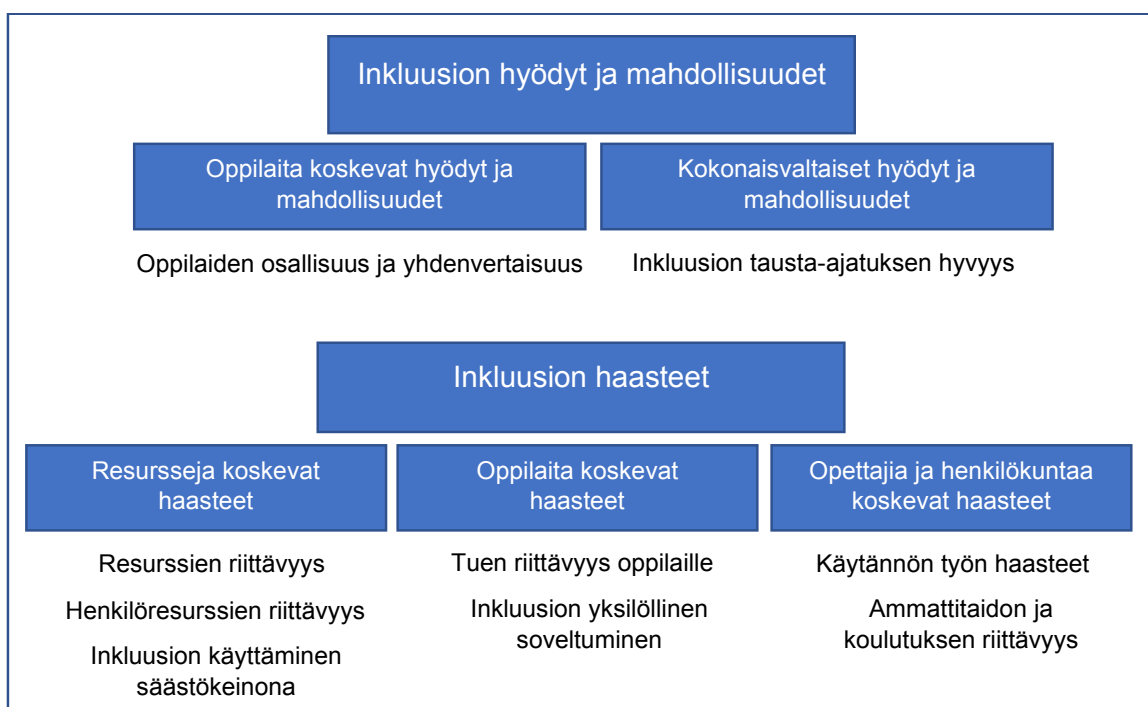 Inkluusion hyödyt ja mahdollisuudet
Oppilaita koskevat hyödyt ja
mahdollisuudet
Kokonaisvaltaiset hyödyt ja
mahdollisuudet
Oppilaiden osallisuus ja yhdenvertaisuus
Inkluusion tausta-ajatuksen hyvyys
Inkluusion haasteet
Resursseja koskevat
haasteet
Oppilaita koskevat
haasteet
Opettajia ja henkilökuntaa
koskevat haasteet
Resurssien riittävyys
Henkilöresurssien riittävyys
Inkluusion käyttäminen
säästökeinona
Tuen riittävyys oppilaille
Inkluusion yksilöllinen
soveltuminen
Käytännön työn haasteet
Ammattitaidon ja
koulutuksen riittävyys